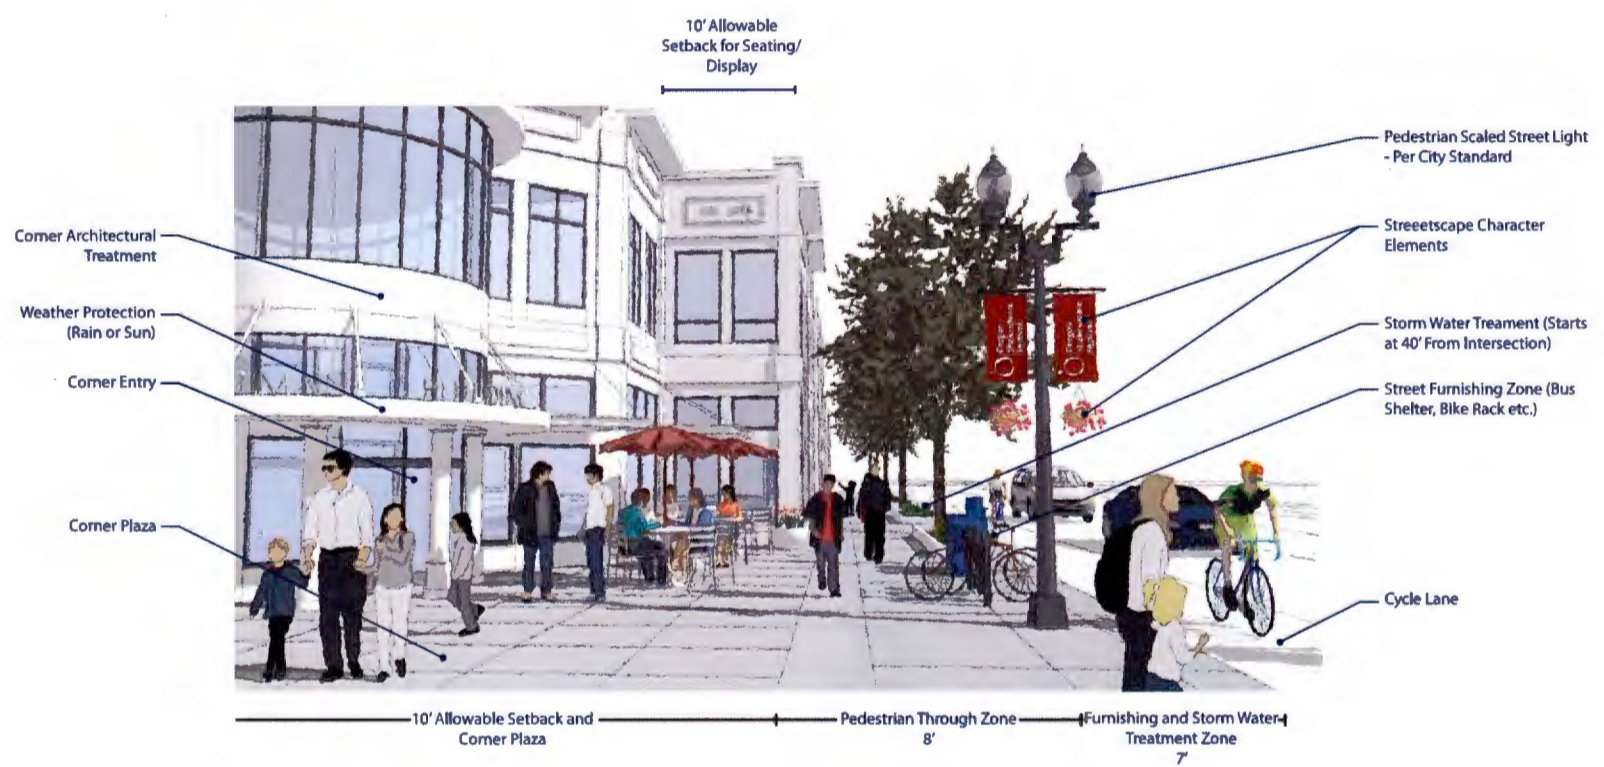 10' Allowable
Setback for Seating/
Display
Pedestrian Scaled Street Light
- Per City Standard
Streeetscape Character
Elements
Corner Architectural
Treatment
Weather Protection
(Rain or Sun)
Storm Water Treament (Starts
at 40' From Intersection)
Corner Entry
Street Furnishing Zone (Bus
Shelter, Bike Rack etc.)
Corner Plaza
Cycle Lane
10' Allowable Setback and
Corner Plaza
Pedestrian Through Zone
8'
Furnishing and Storm Water
Treatment Zone
7'